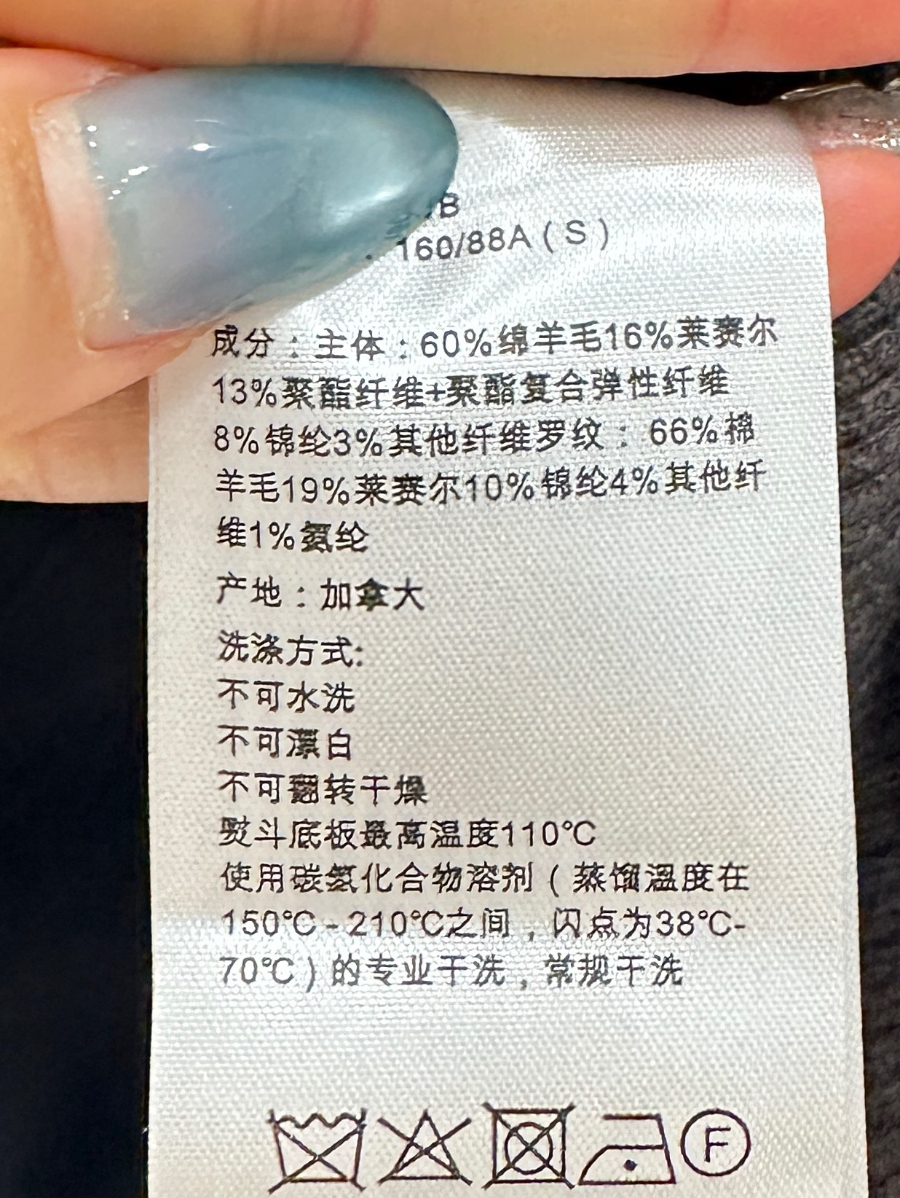 B
160/88A ( S )
成分：主体：60%绵羊毛16%莱赛尔
13%聚酯纤维+聚酯复合弹性纤维
8%锦纶3%其他纤维罗纹： 66%棉
羊毛19%莱赛尔10%锦纶4%其他纤
维1%氨纶
产地：加拿大
洗涤方式:
不可水洗
不可漂白
不可翻转干燥
熨斗底板最高温度110℃
使用碳氢化合物溶剂（蒸馏温度在
150℃-210℃之间，闪点为38℃-
70℃）的专业干洗，常规干洗
F